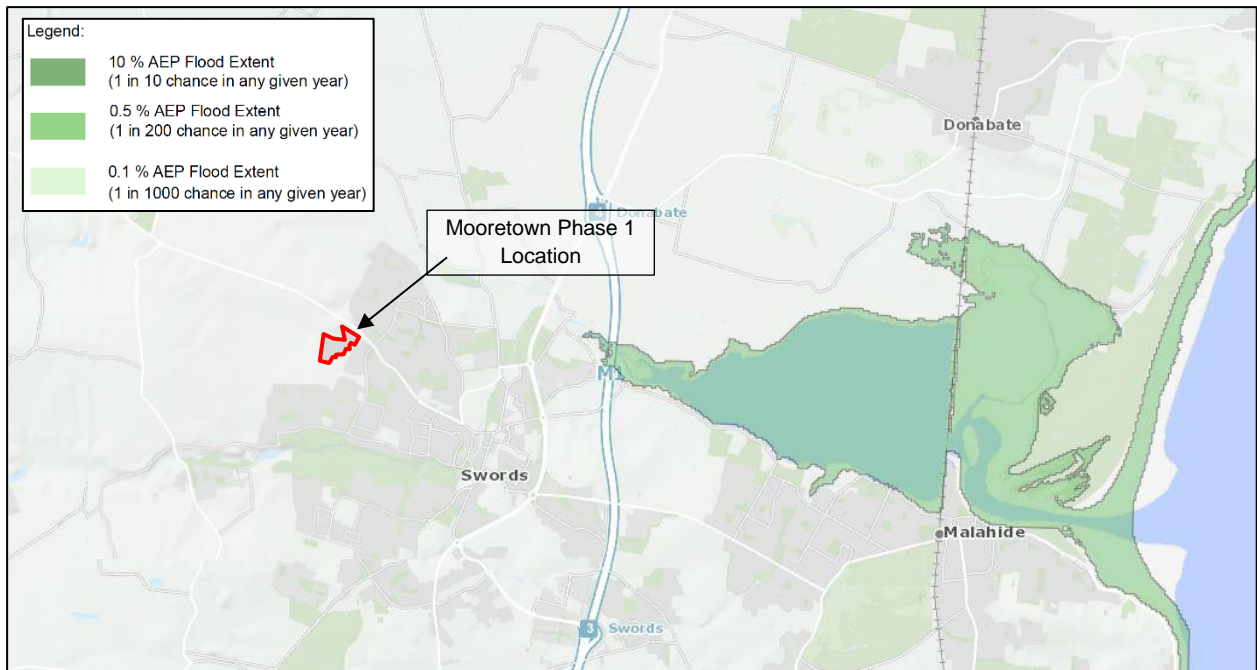 Legend:
10 % AEP Flood Extent
(1 in 10 chance in any given year)
0.5 % AEP Flood Extent
(1 in 200 chance in any given year)
0.1 % AEP Flood Extent
(1 in 1000 chance in any given year)
Donabate
4 Donabate
Mooretown Phase 1
Location
M1
Swords
Malahide
3 Swords